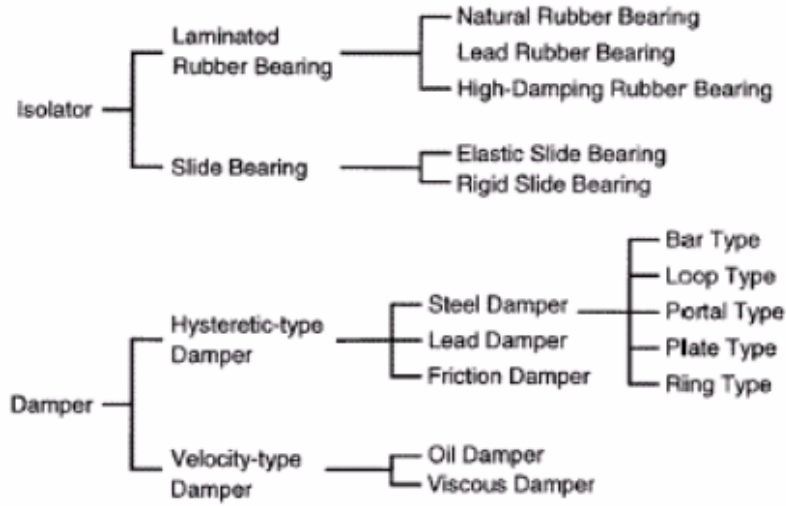 Isolator
Laminated
Rubber Bearing
Natural Rubber Bearing
Lead Rubber Bearing
High-Damping Rubber Bearing
Slide Bearing
Elastic Slide Bearing
Rigid Slide Bearing
Damper
Hysteretic-type
Damper
Steel Damper
Bar Type
Loop Type
Portal Type
Plate Type
Ring Type
Lead Damper
Friction Damper
Velocity-type
Damper
Oil Damper
Viscous Damper